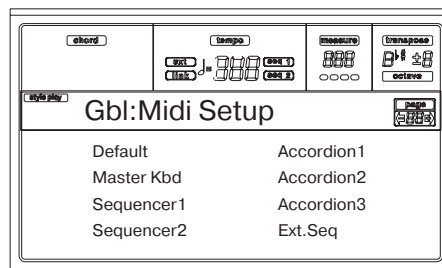 chord
tempo
measure
transpose
ext
link
seq 1
seq 2
octave
style play
Gbl:Midi Setup
page
Default
Accordion1
Master Kbd
Accordion2
Sequencer1
Accordion3
Sequencer2
Ext.Seq